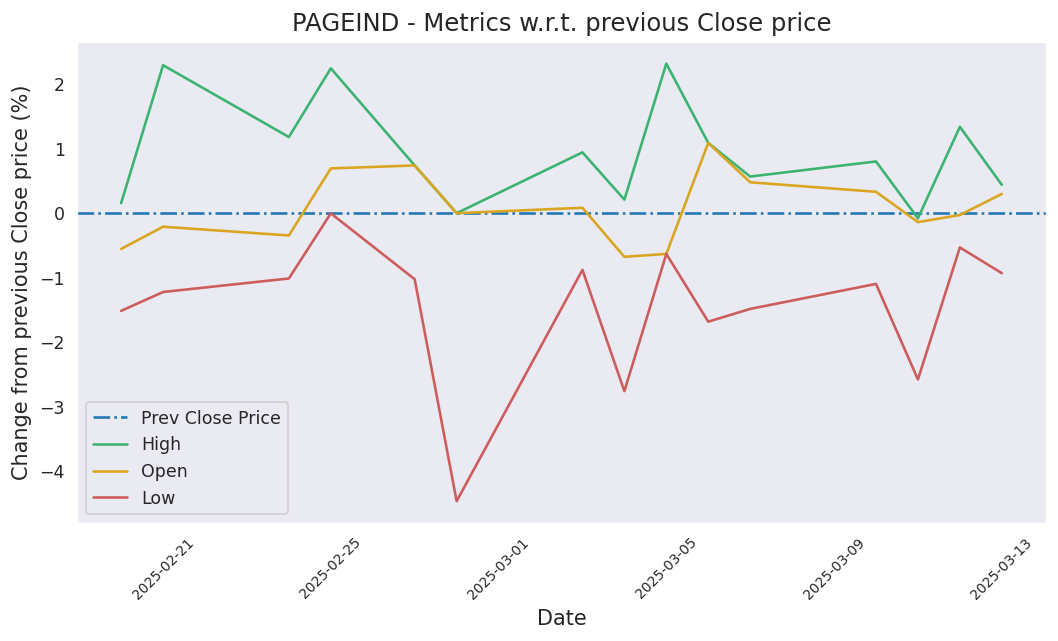 PAGEIND - Metrics w.r.t. previous Close price
Change from previous Close price (%)
2
1
0
−1
−2
−3
−4
Prev Close Price
High
Open
Low
2025-02-21
2025-02-25
2025-03-01
2025-03-05
2025-03-09
2025-03-13
Date